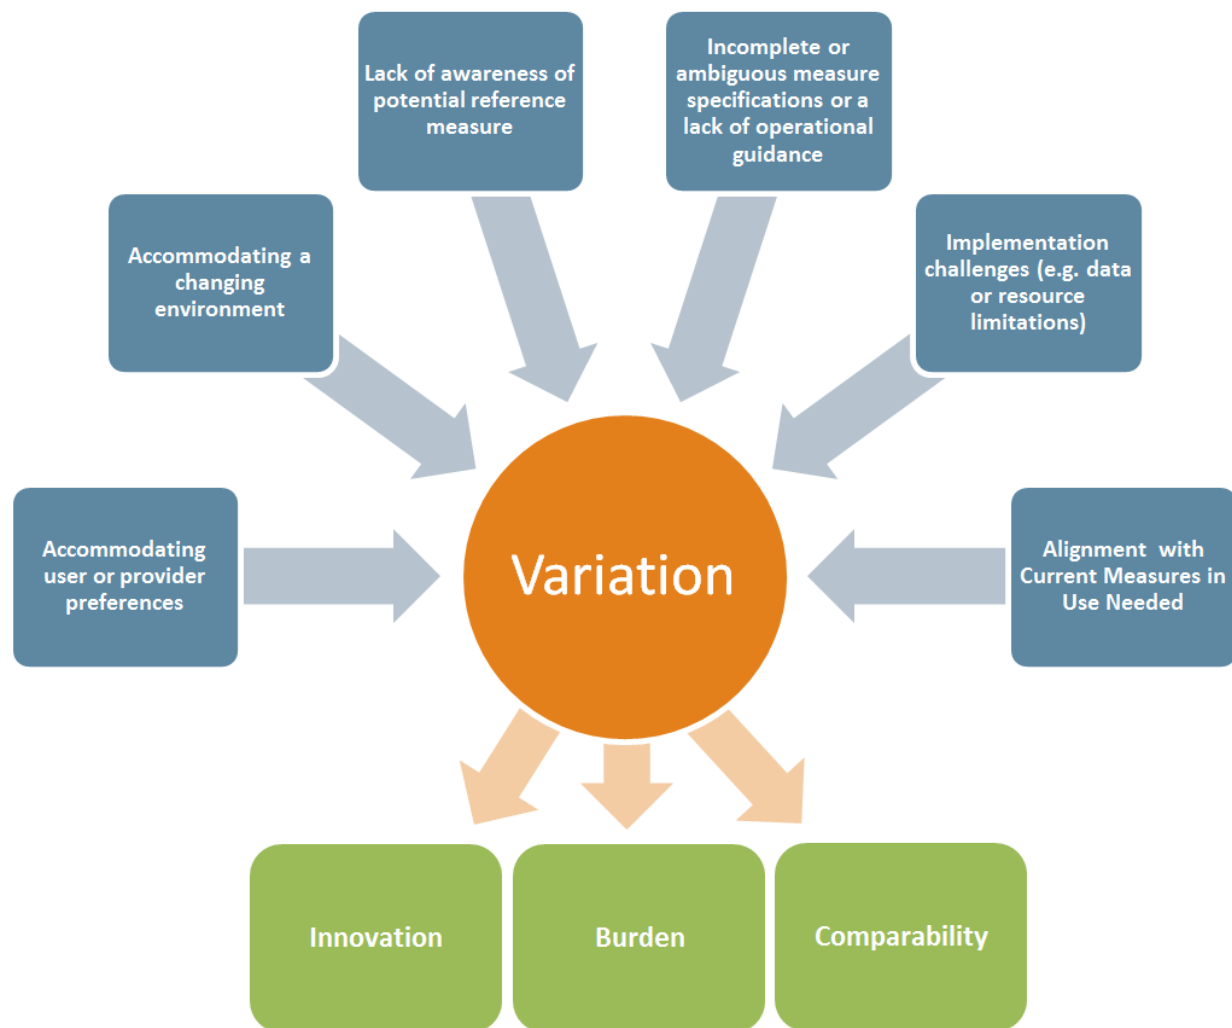 Lack of awareness of
potential reference
measure
Incomplete or
ambiguous measure
specifications or a
lack of operational
guidance
Accommodating a
changing
environment
Implementation
challenges (e.g. data
or resource
limitations)
Accommodating
user or provider
preferences
Variation
Alignment with
Current Measures in
Use Needed
Innovation
Burden
Comparability